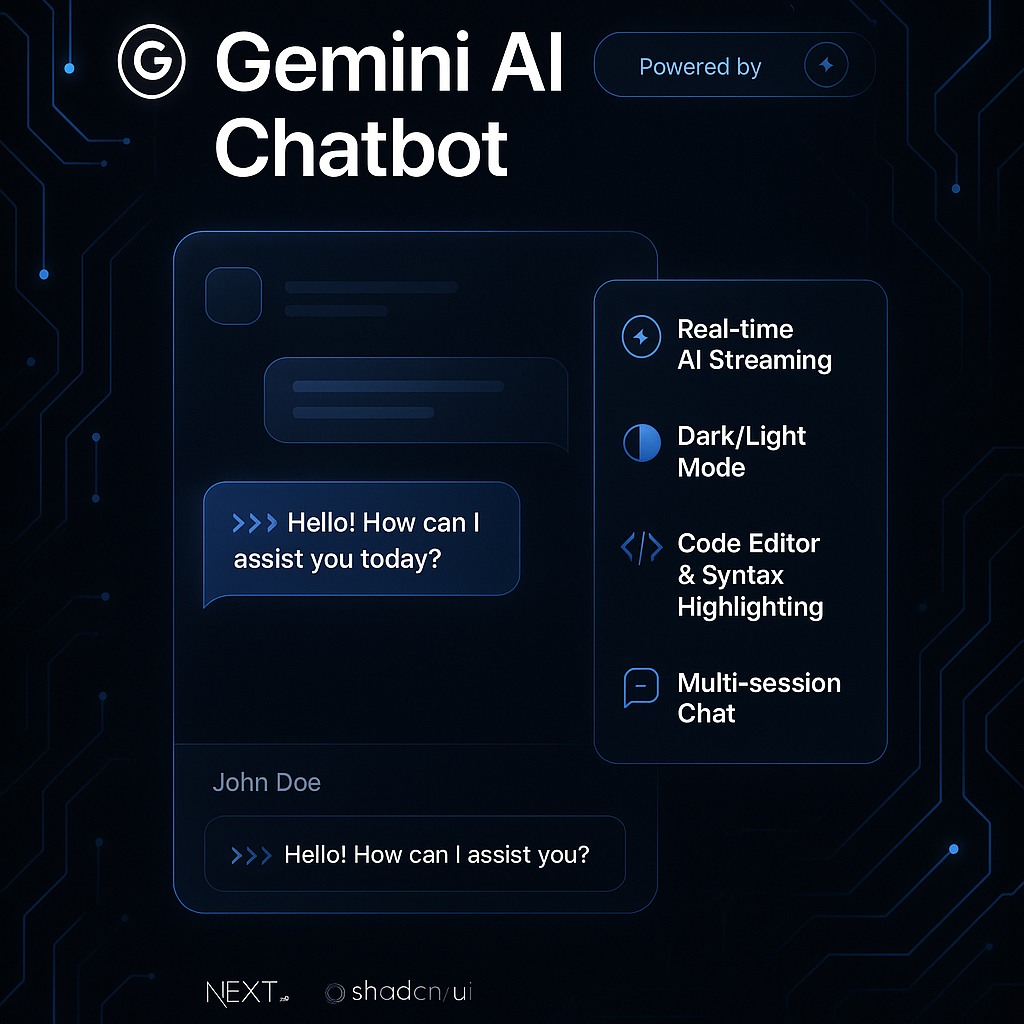 G Gemini AI
Chatbot
Powered by
Real-time
AI Streaming
Dark/Light
Mode
Code Editor
& Syntax
Highlighting
Multi-session
Chat
>>> Hello! How can I
assist you today?
John Doe
>>> Hello! How can I assist you?
NEXT
shadcn/ui